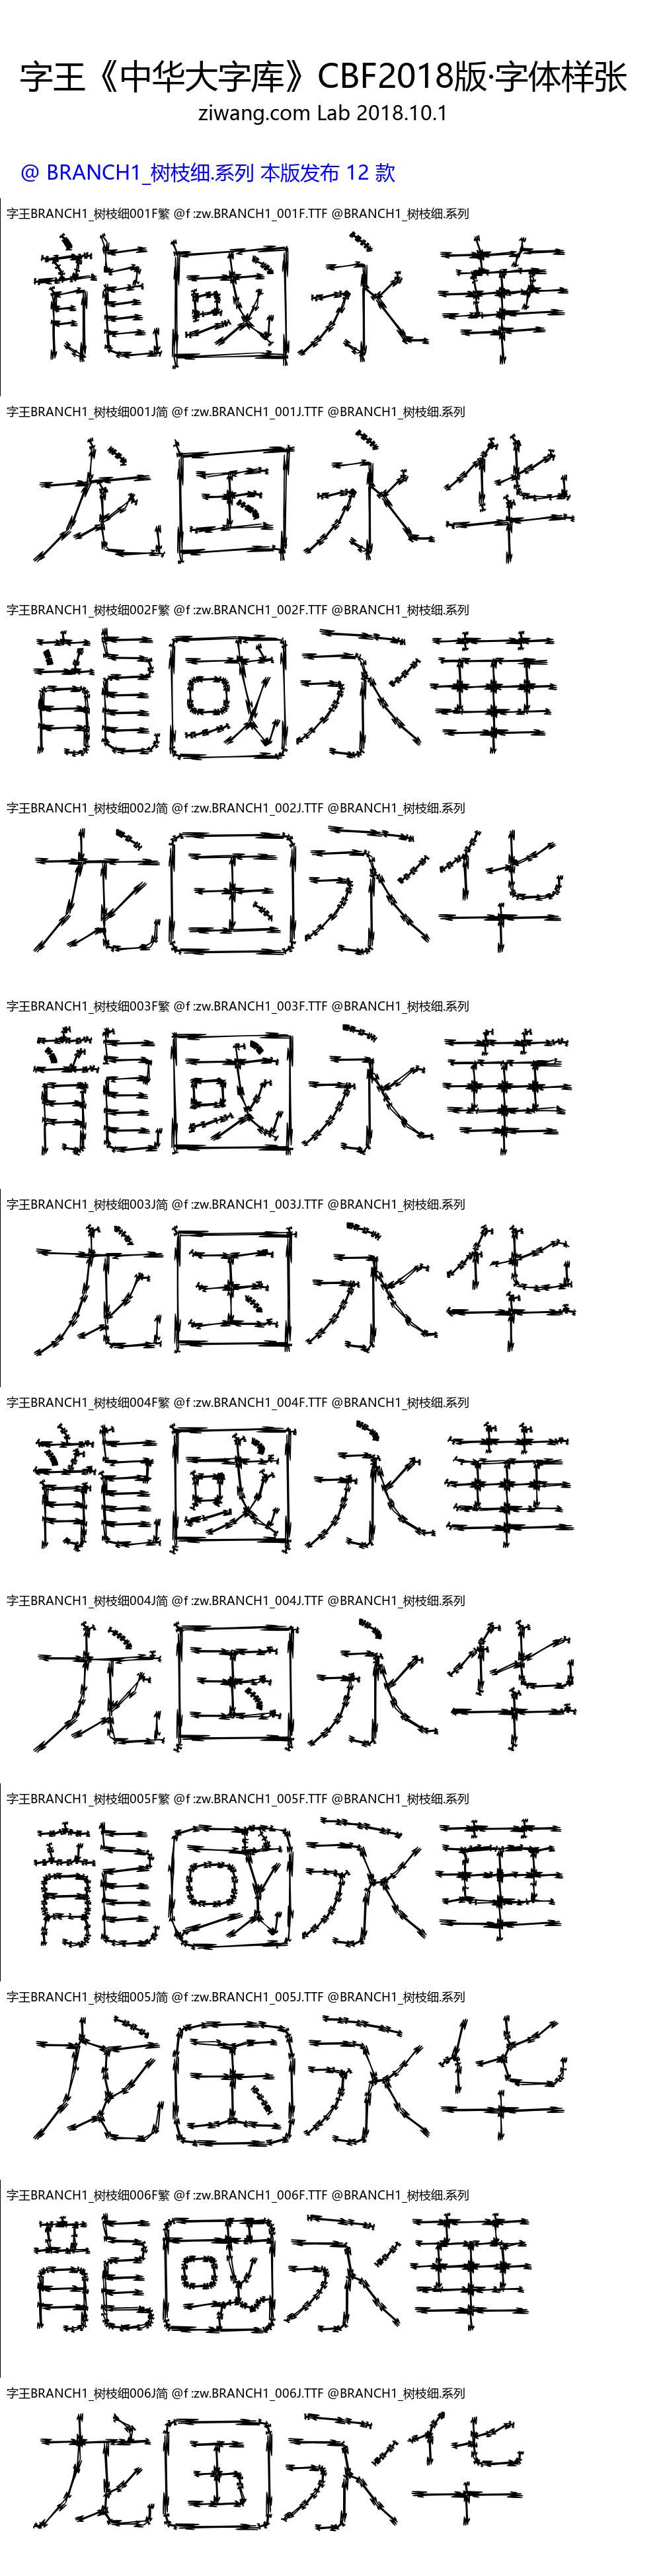 字王《中华大字库》CBF2018版·字体样张
ziwang.com Lab 2018.10.1
@ BRANCH1_树枝细.系列 本版发布 12 款
字王BRANCH1_树枝细001F繁 @f :zw.BRANCH1_001F.TTF @BRANCH1_树枝细.系列
龍國永華
字王BRANCH1_树枝细001J简 @f :zw.BRANCH1_001J.TTF @BRANCH1_树枝细.系列
龙国永华
字王BRANCH1_树枝细002F繁 @f :zw.BRANCH1_002F.TTF @BRANCH1_树枝细.系列
龍國永華
字王BRANCH1_树枝细002J简 @f :zw.BRANCH1_002J.TTF @BRANCH1_树枝细.系列
龙国永华
字王BRANCH1_树枝细003F繁 @f :zw.BRANCH1_003F.TTF @BRANCH1_树枝细.系列
龍國永華
字王BRANCH1_树枝细003J简 @f :zw.BRANCH1_003J.TTF @BRANCH1_树枝细.系列
龙国永华
字王BRANCH1_树枝细004F繁 @f :zw.BRANCH1_004F.TTF @BRANCH1_树枝细.系列
龍國永華
字王BRANCH1_树枝细004J简 @f :zw.BRANCH1_004J.TTF @BRANCH1_树枝细.系列
龙国永华
字王BRANCH1_树枝细005F繁 @f :zw.BRANCH1_005F.TTF @BRANCH1_树枝细.系列
龍國永華
字王BRANCH1_树枝细005J简 @f :zw.BRANCH1_005J.TTF @BRANCH1_树枝细.系列
龙国永华
字王BRANCH1_树枝细006F繁 @f :zw.BRANCH1_006F.TTF @BRANCH1_树枝细.系列
龍國永華
字王BRANCH1_树枝细006J简 @f :zw.BRANCH1_006J.TTF @BRANCH1_树枝细.系列
龙国永华